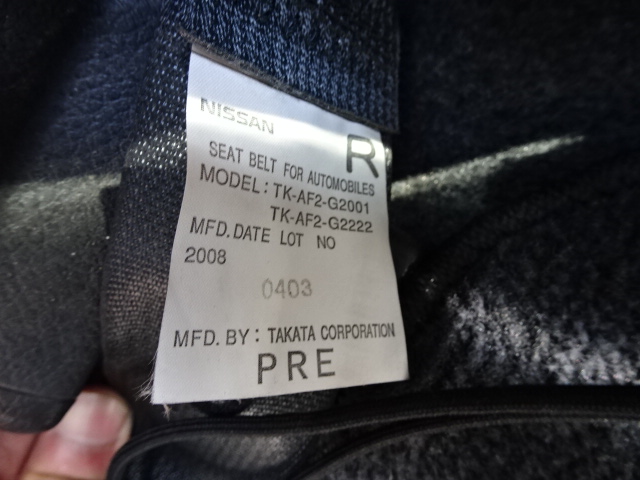 NISSAN
R
SEAT BELT FOR AUTOMOBILES
MODEL: TK-AF2-G2001
TK-AF2-G2222
MFD.DATE LOT NO
2008
0403
MFD. BY: TAKATA CORPORATION
PRE